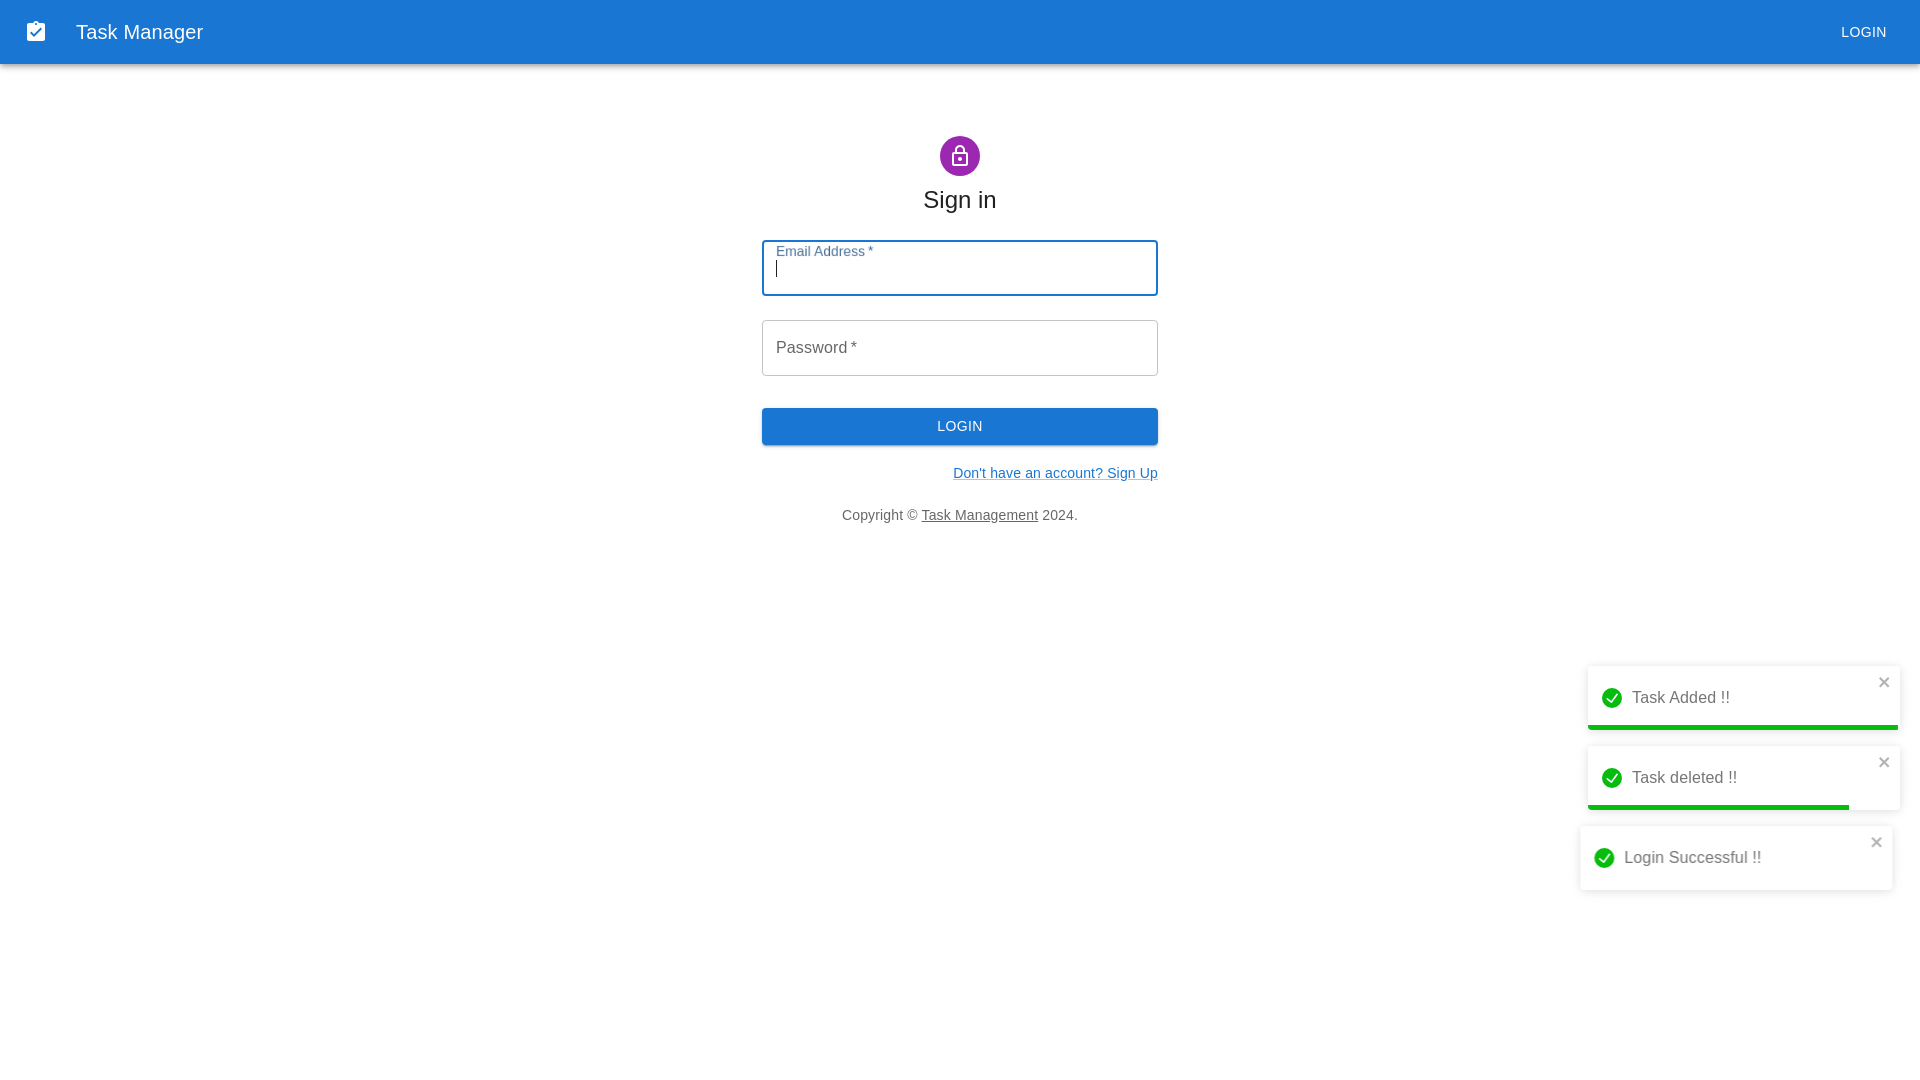 Task Manager
LOGIN
Sign in
Email Address *
Password *
LOGIN
Don't have an account? Sign Up
Copyright © Task Management 2024.
Task Added !!
Task deleted !!
Login Successful !!